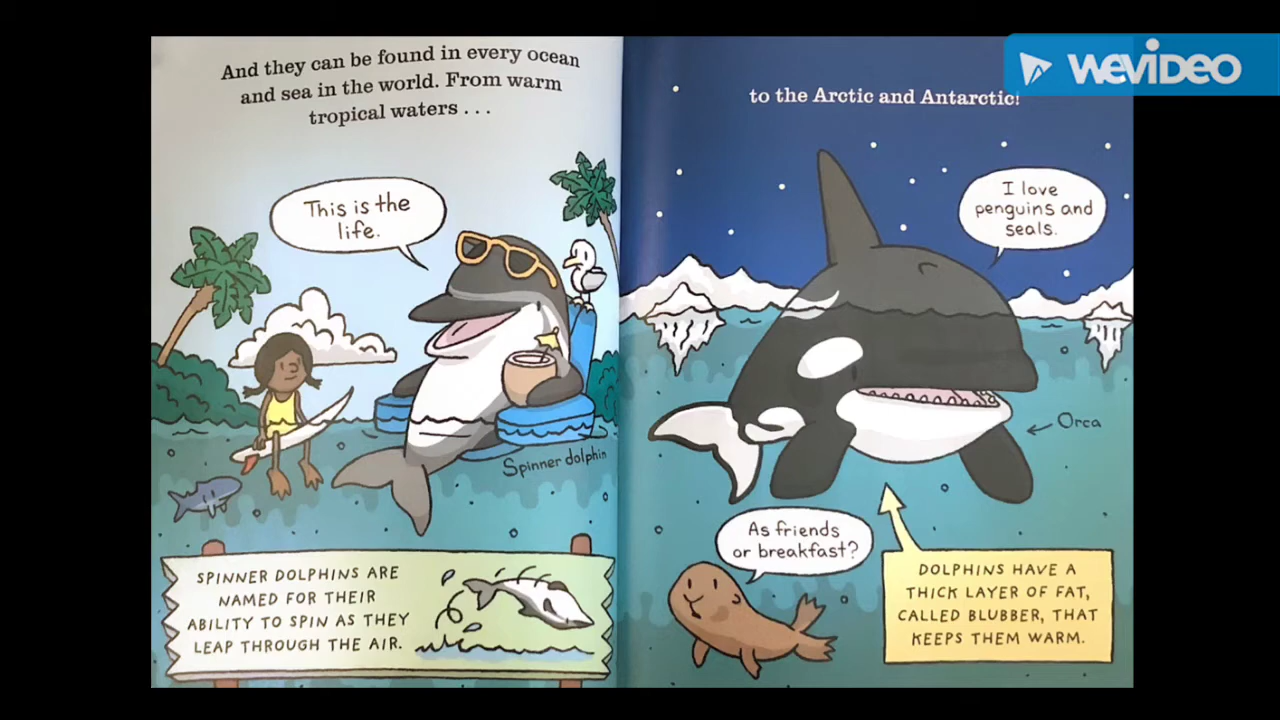 And they can be found in every ocean
and sea in the world. From warm
tropical waters . . .
This is the
life.
Spinner dolphin
SPINNER DOLPHINS ARE
NAMED FOR THEIR
ABILITY TO SPIN AS THEY
LEAP THROUGH THE AIR.
WEVIDEO
to the Arctic and Antarctic!
I love
penguins and
seals.
Orca
As friends
or breakfast?
DOLPHINS HAVE A
THICK LAYER OF FAT,
CALLED BLUBBER, THAT
KEEPS THEM WARM.